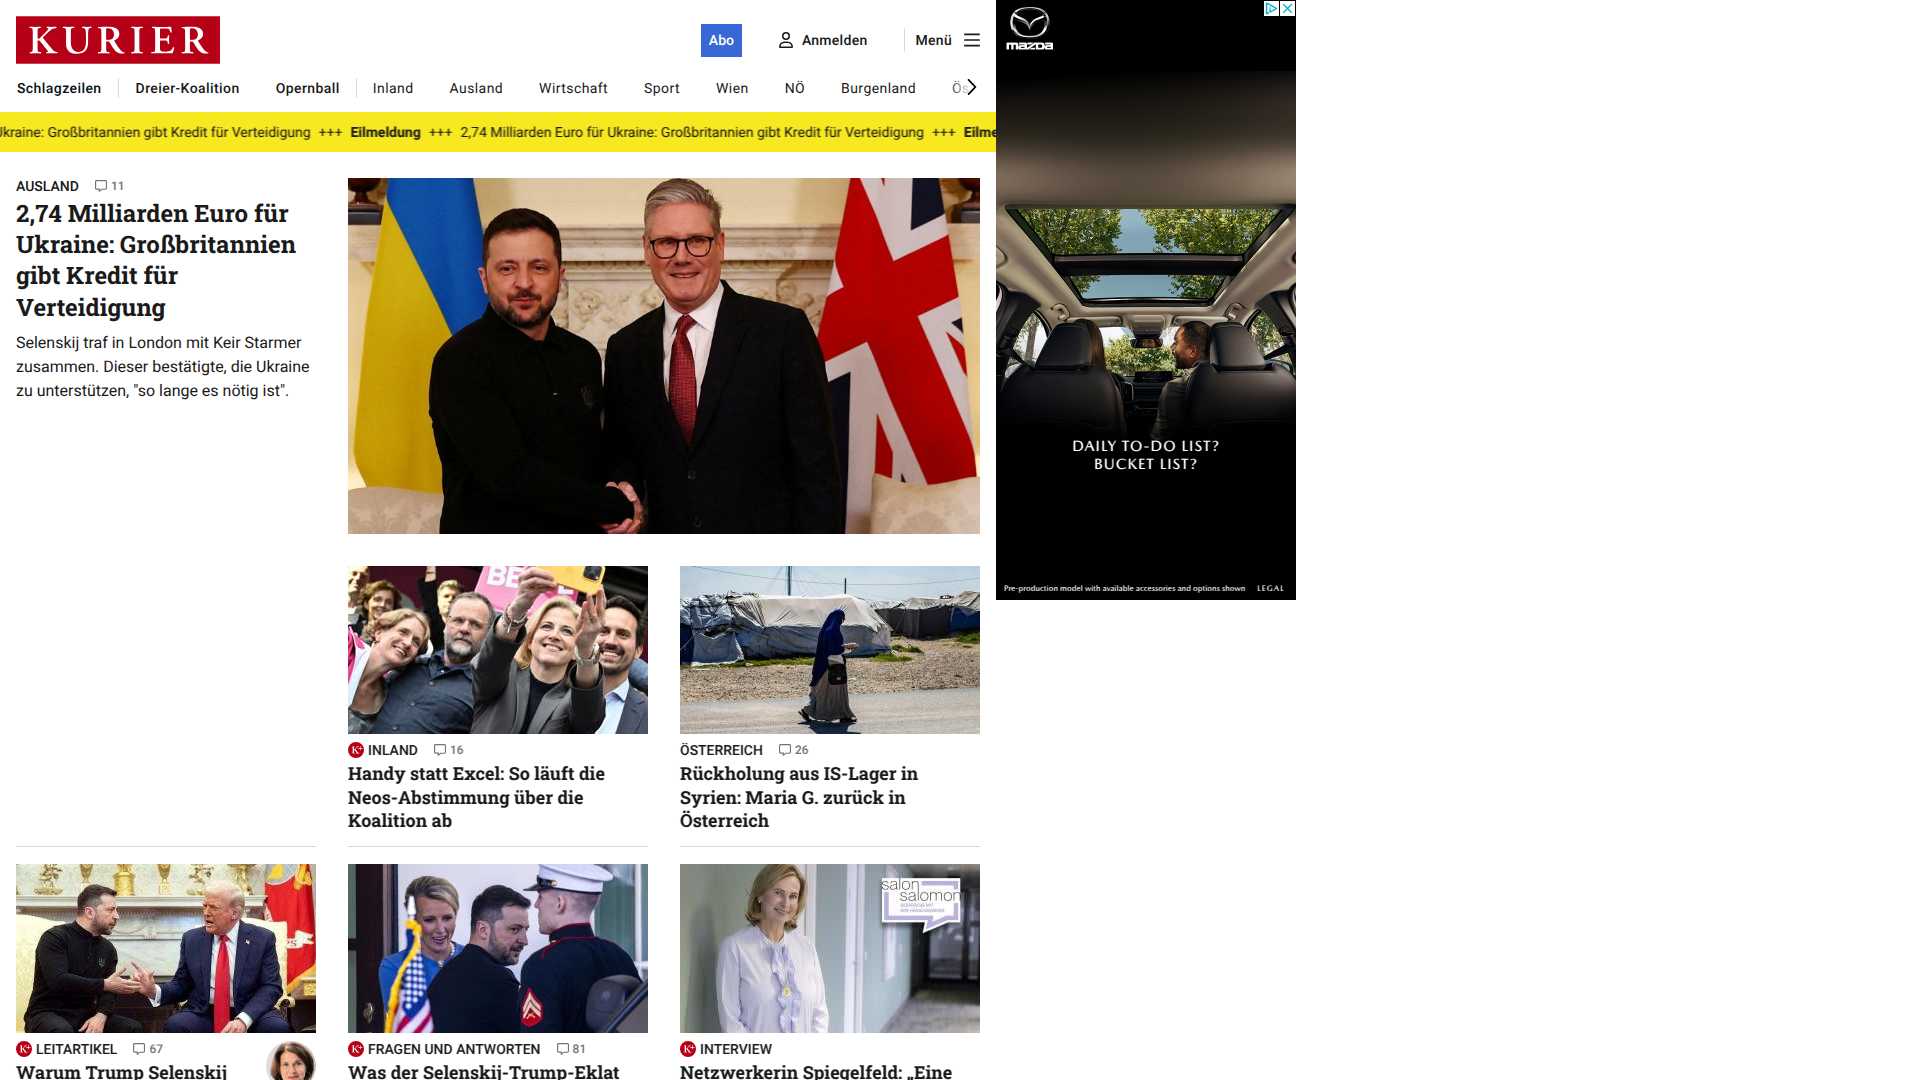 KURIER
Abo
Anmelden
Menü
Schlagzeilen
Dreier-Koalition
Opernball
Inland
Ausland
Wirtschaft
Sport
Wien
NÖ
Burgenland
kraine: Großbritannien gibt Kredit für Verteidigung +++ Eilmeldung +++ 2,74 Milliarden Euro für Ukraine: Großbritannien gibt Kredit für Verteidigung +++ Eilme
AUSLAND 11
2,74 Milliarden Euro für
Ukraine: Großbritannien
gibt Kredit für
Verteidigung
Selenskij traf in London mit Keir Starmer
zusammen. Dieser bestätigte, die Ukraine
zu unterstützen, "so lange es nötig ist".
mazda
DAILY TO-DO LIST?
BUCKET LIST?
Pre-production model with available accessories and options shown LEGAL
BE
K+ INLAND 16
Handy statt Excel: So läuft die
Neos-Abstimmung über die
Koalition ab
ÖSTERREICH 26
Rückholung aus IS-Lager in
Syrien: Maria G. zurück in
Österreich
K+ LEITARTIKEL 67
Warum Trump Selenskij
K+ FRAGEN UND ANTWORTEN 81
Was der Selenskij-Trump-Eklat
salon
salomon
K+ INTERVIEW
Netzwerkerin Spiegelfeld: „Eine